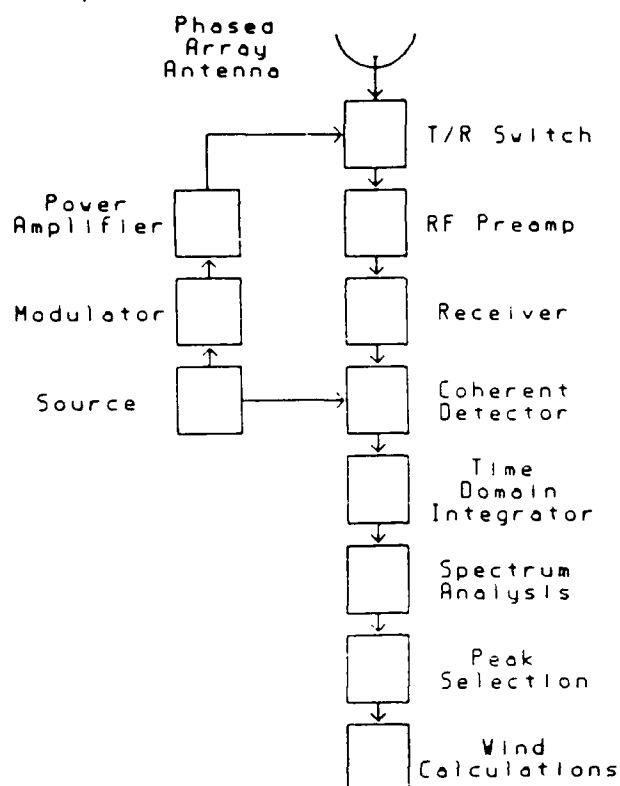 Phased
Array
Antenna
T/R Switch
Power
Amplifier
RF Preamp
Modulator
Receiver
Source
Coherent
Detector
Time
Domain
Integrator
Spectrum
Analysis
Peak
Selection
Wind
Calculations